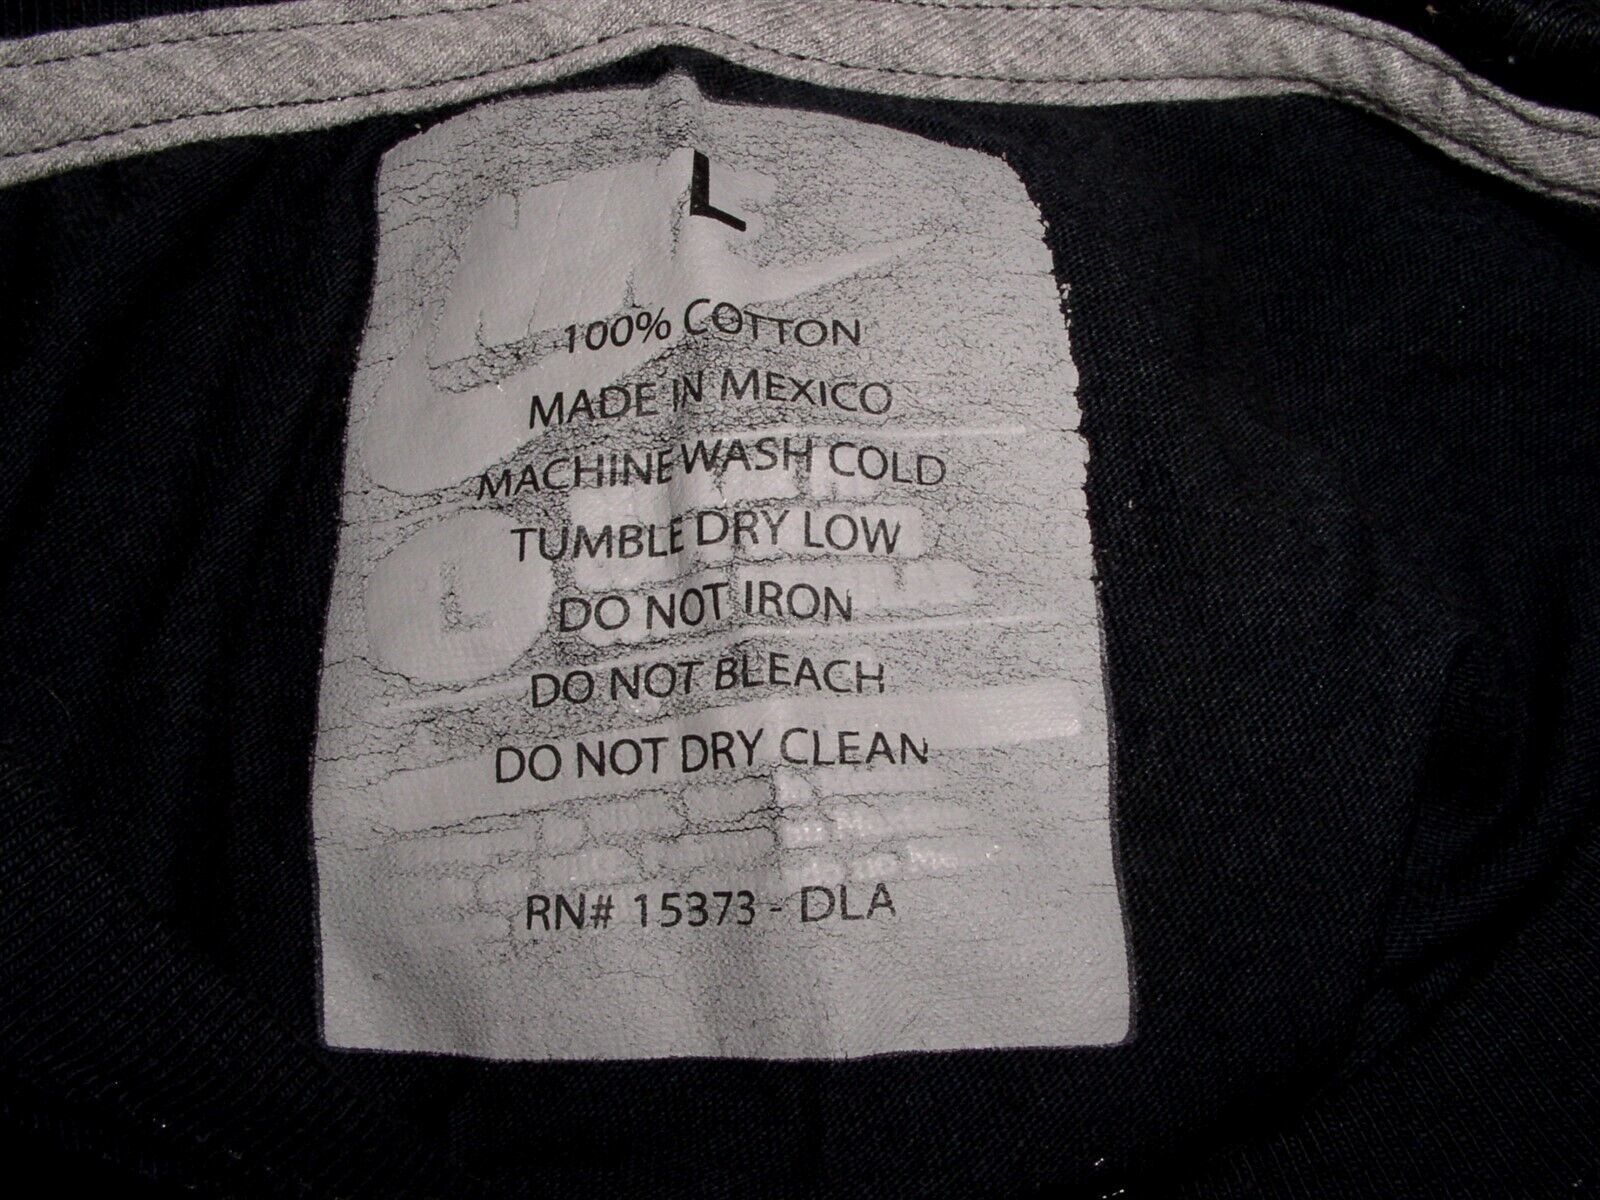 L
100% COTTON
MADE IN MEXICO
MACHINE WASH COLD
TUMBLE DRY LOW
DO NOT IRON
DO NOT BLEACH
DO NOT DRY CLEAN
RN# 15373 - DLA